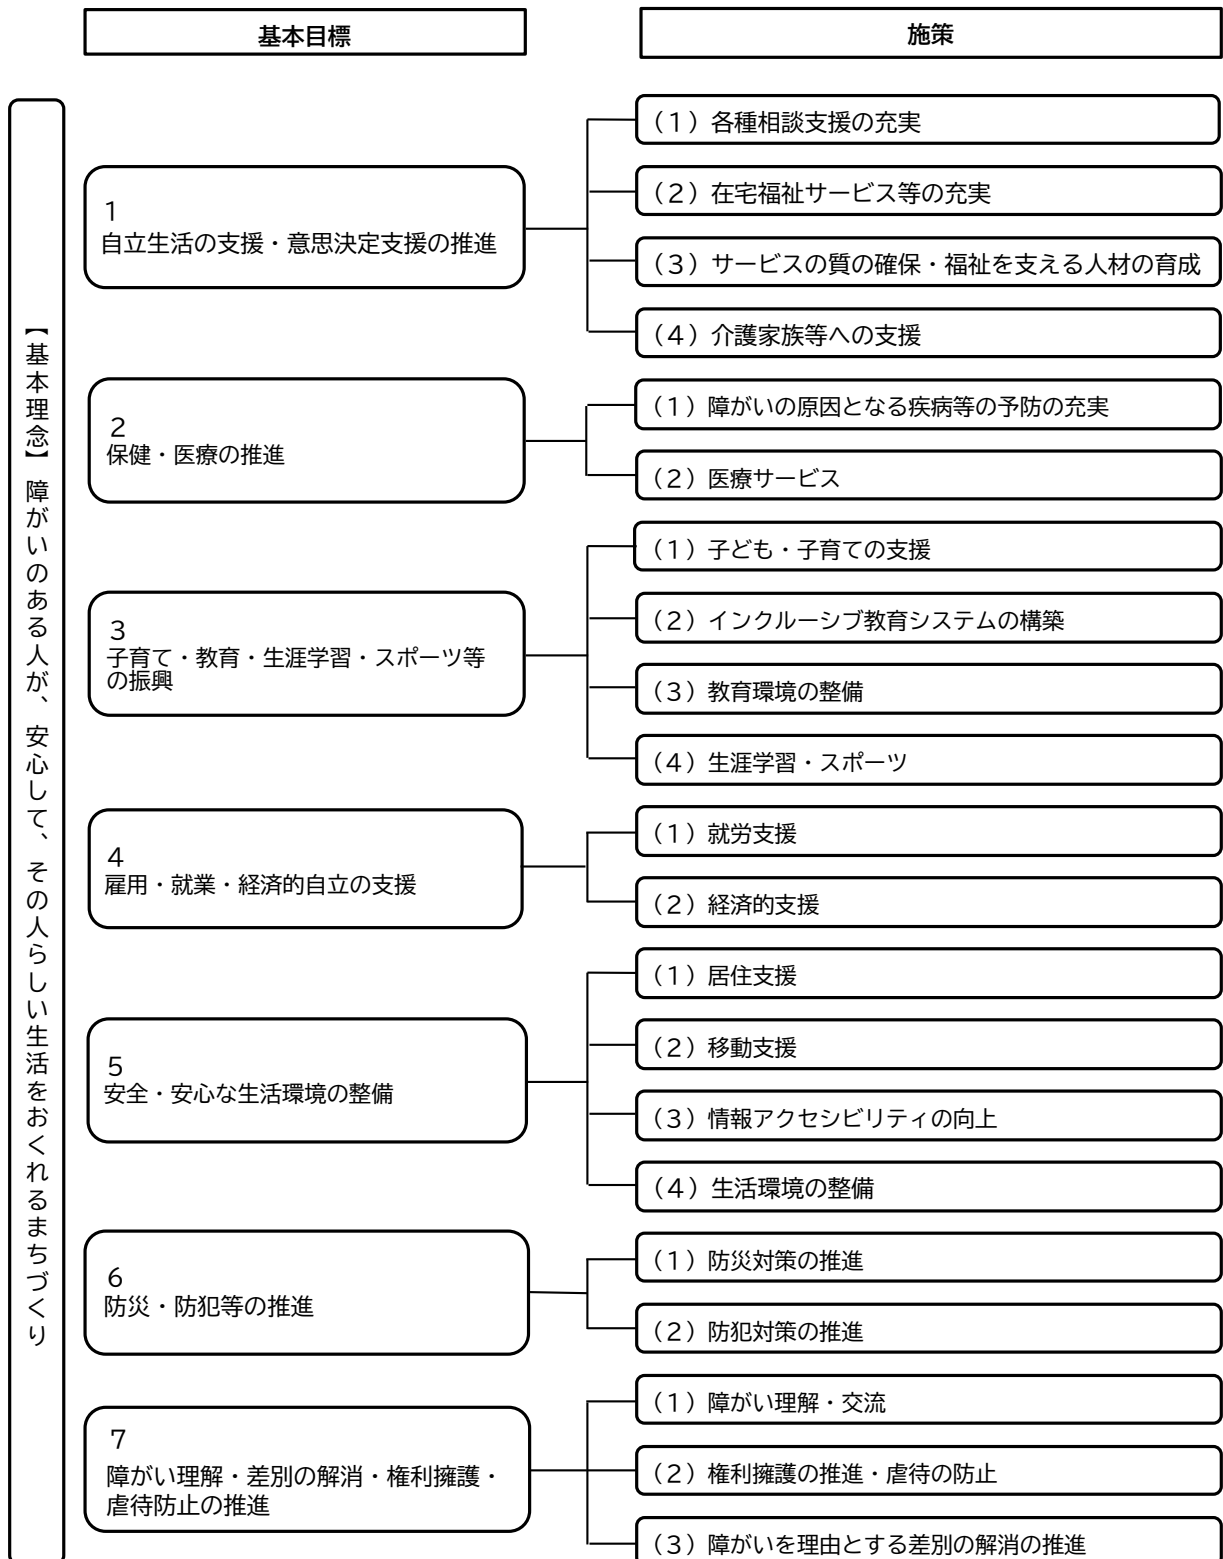 基本目標
施策
【基本理念】障がいのある人が、安心して、その人らしい生活をおくれるまちづくり
1
自立生活の支援・意思決定支援の推進
(1)各種相談支援の充実
(2)在宅福祉サービス等の充実
(3)サービスの質の確保・福祉を支える人材の育成
(4)介護家族等への支援
2
保健・医療の推進
(1)障がいの原因となる疾病等の予防の充実
(2)医療サービス
3
子育て・教育・生涯学習・スポーツ等
の振興
(1)子ども・子育ての支援
(2)インクルーシブ教育システムの構築
(3)教育環境の整備
(4)生涯学習・スポーツ
4
雇用・就業・経済的自立の支援
(1)就労支援
(2)経済的支援
5
安全・安心な生活環境の整備
(1)居住支援
(2)移動支援
(3)情報アクセシビリティの向上
(4)生活環境の整備
6
防災・防犯等の推進
(1)防災対策の推進
(2)防犯対策の推進
7
障がい理解・差別の解消・権利擁護・
虐待防止の推進
(1)障がい理解・交流
(2)権利擁護の推進・虐待の防止
(3)障がいを理由とする差別の解消の推進